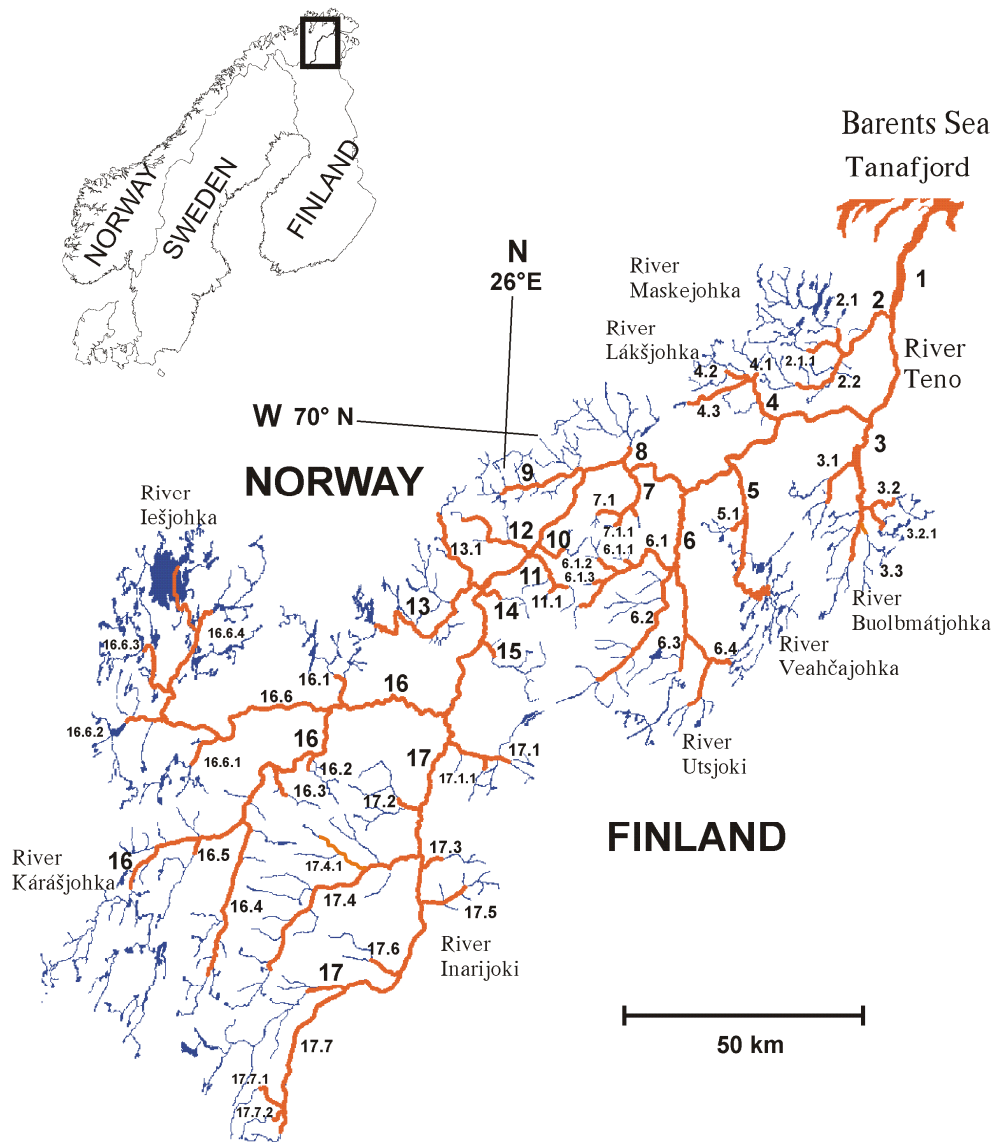 NORWAY
SWEDEN
FINLAND
Barents Sea
Tanafjord
N
26°E
W 70° N
River
Maskejohka
River
Lákšjohka
River
Teno
NORWAY
River
Iešjohka
1
2
2.1
2.1.1
2.2
4.1
4.2
4.3
4
3
3.1
3.2
3.2.1
3.3
5
5.1
6
6.1
6.1.1
6.1.2
6.1.3
6.2
6.3
6.4
7
7.1
7.1.1
8
9
10
11
11.1
12
13.1
13
14
15
River
Buolbmátjohka
River
Veahčajohka
River
Utsjoki
16.6.3
16.6.4
16.1
16
16.6
16.6.2
16.6.1
16
16.2
16.3
17
17.1
17.1.1
17.2
FINLAND
River
Kárášjohka
16
16.5
16.4
17.4.1
17.3
17.4
17.5
17.6
River
Inarijoki
17
17.7
17.7.1
17.7.2
50 km